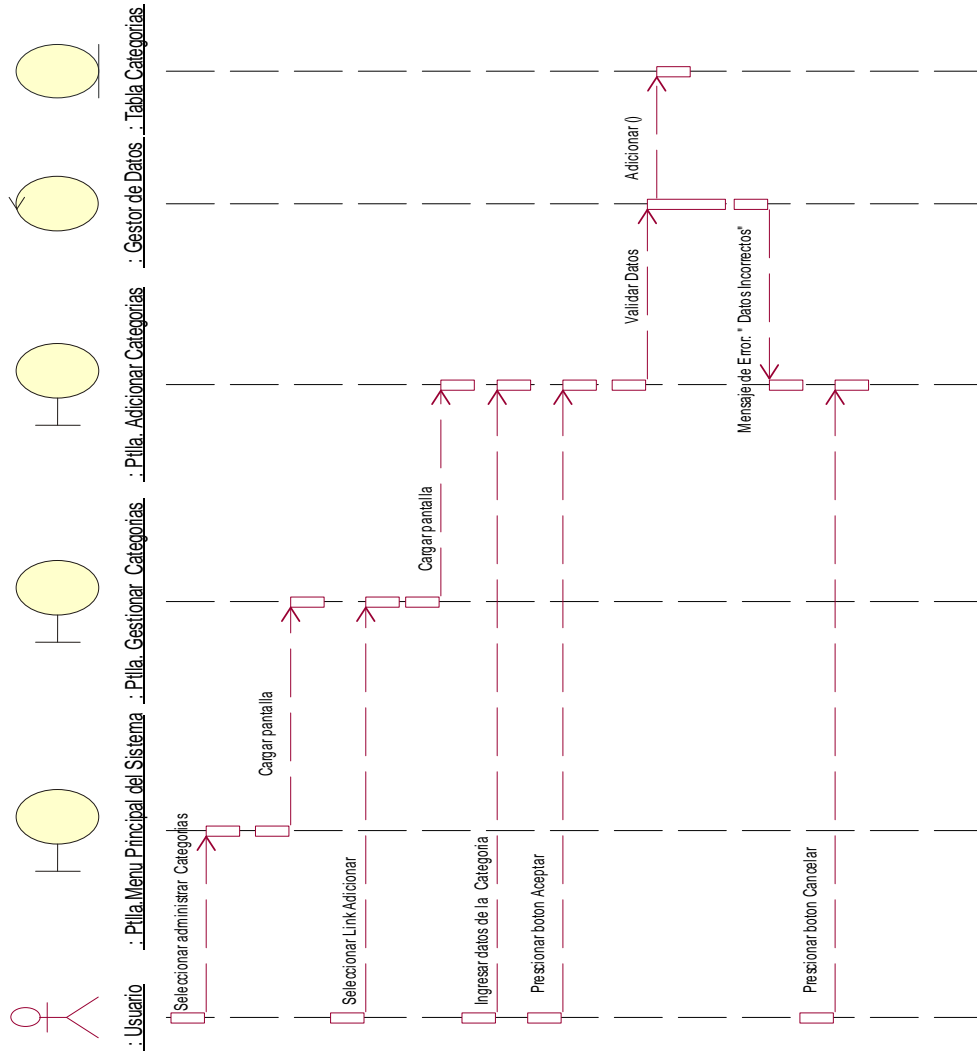 : Usuario
: Ptlla.Menu Principal del Sistema
: Ptlla. Gestionar Categorias
: Ptlla. Adicionar Categorias
: Gestor de Datos
: Tabla Categorias
Seleccionar administrar Categorias
Cargar pantalla
Seleccionar Link Adicionar
Cargar pantalla
Ingresar datos de la Categoria
Prescionar boton Aceptar
Validar Datos
Adicionar ()
Mensaje de Error: " Datos Incorrectos"
Prescionar boton Cancelar